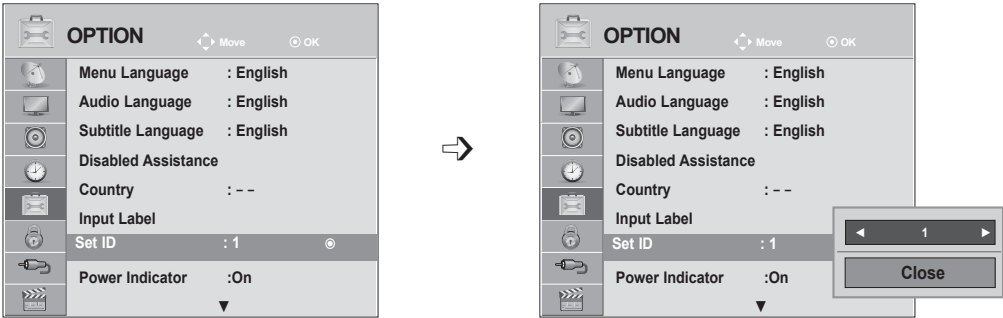 OPTION Move OK
Menu Language : English
Audio Language : English
Subtitle Language : English
Disabled Assistance
Country : – –
Input Label
Set ID : 1
Power Indicator :On
OPTION Move OK
Menu Language : English
Audio Language : English
Subtitle Language : English
Disabled Assistance
Country : – –
Input Label
Set ID : 1
Power Indicator :On
◄ 1 ►
Close